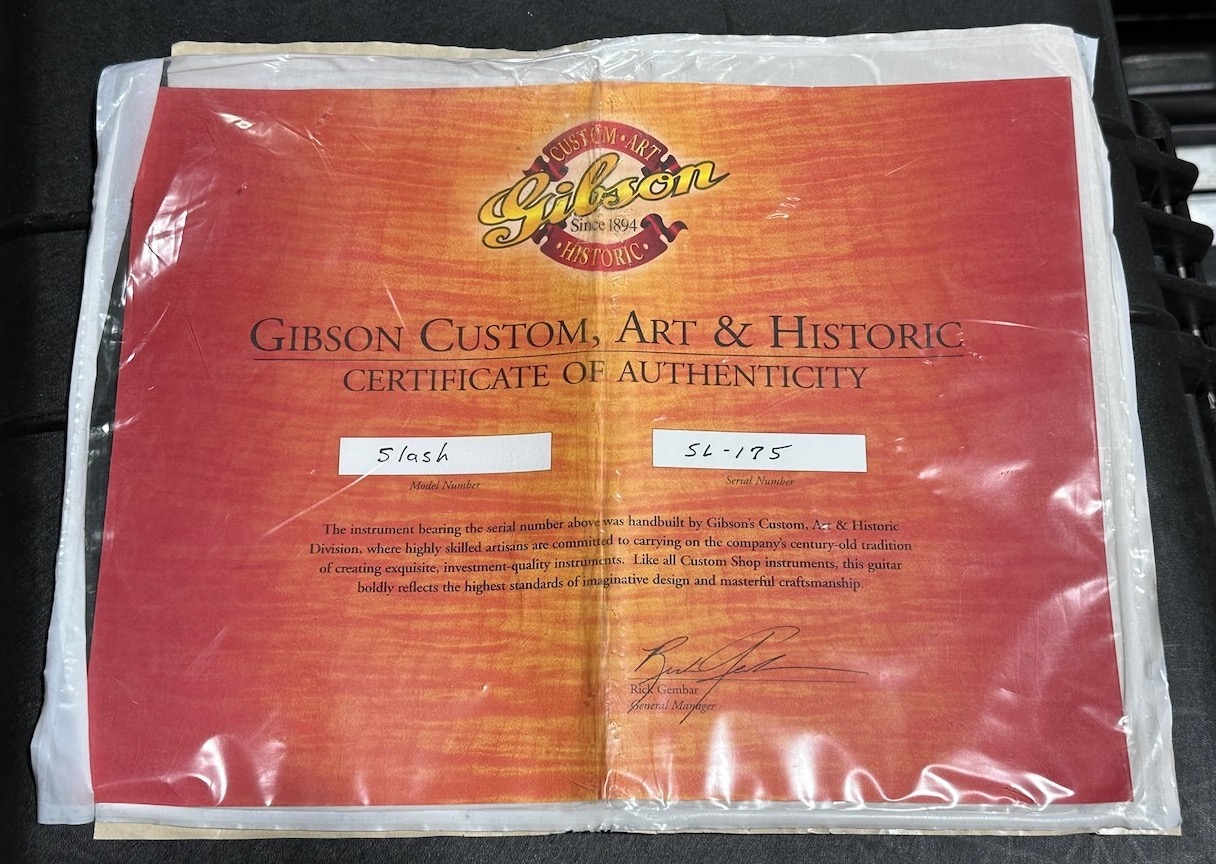 CUSTOM · ART
Gibson
Since 1894
· HISTORIC ·
GIBSON CUSTOM, ART & HISTORIC
CERTIFICATE OF AUTHENTICITY
Slash
SL-175
Model Number
Serial Number
The instrument bearing the serial number above was handbuilt by Gibson's Custom, Art & Historic
Division, where highly skilled artisans are committed to carrying on the company's century-old tradition
of creating exquisite, investment-quality instruments. Like all Custom Shop instruments, this guitar
boldly reflects the highest standards of imaginative design and masterful craftsmanship.
Rick Gembar
General Manager